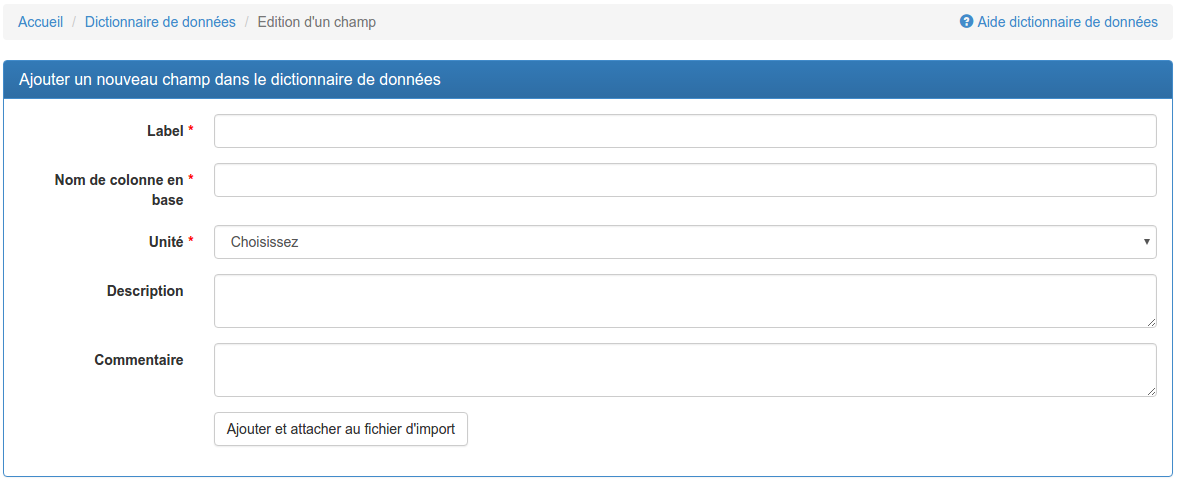 Accueil / Dictionnaire de données / Edition d'un champ Aide dictionnaire de données
Ajouter un nouveau champ dans le dictionnaire de données
Label *
Nom de colonne en *
base
Unité * Choisissez
Description
Commentaire
Ajouter et attacher au fichier d'import